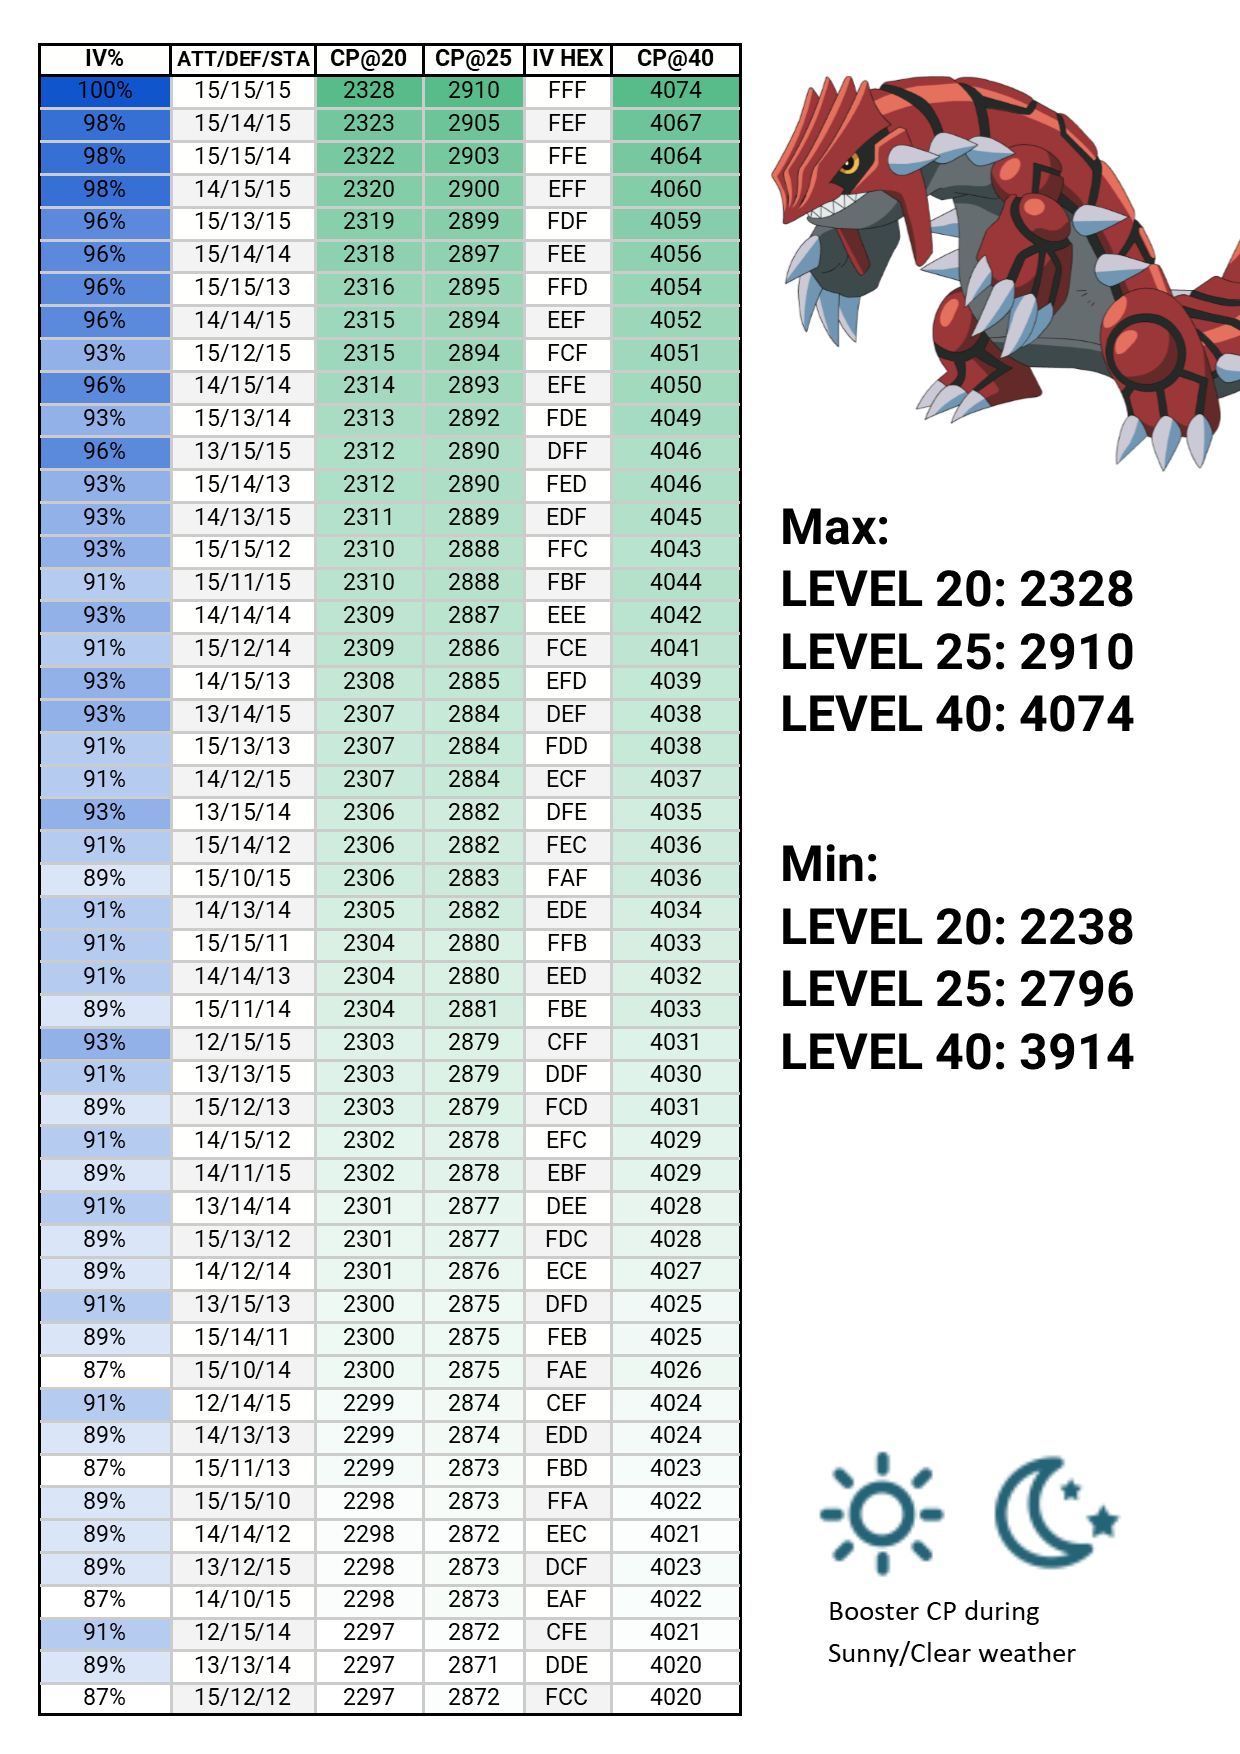 IV% ATT/DEF/STA CP@20 CP@25 IV HEX CP@40
100% 15/15/15 2328 2910 FFF 4074
98% 15/14/15 2323 2905 FEF 4067
98% 15/15/14 2322 2903 FFE 4064
98% 14/15/15 2320 2900 EFF 4060
96% 15/13/15 2319 2899 FDF 4059
96% 15/14/14 2318 2897 FEE 4056
96% 15/15/13 2316 2895 FFD 4054
96% 14/14/15 2315 2894 EEF 4052
93% 15/12/15 2315 2894 FCF 4051
96% 14/15/14 2314 2893 EFE 4050
93% 15/13/14 2313 2892 FDE 4049
96% 13/15/15 2312 2890 DFF 4046
93% 15/14/13 2312 2890 FED 4046
93% 14/13/15 2311 2889 EDF 4045
93% 15/15/12 2310 2888 FFC 4043
91% 15/11/15 2310 2888 FBF 4044
93% 14/14/14 2309 2887 EEE 4042
91% 15/12/14 2309 2886 FCE 4041
93% 14/15/13 2308 2885 EFD 4039
93% 13/14/15 2307 2884 DEF 4038
91% 15/13/13 2307 2884 FDD 4038
91% 14/12/15 2307 2884 ECF 4037
93% 13/15/14 2306 2882 DFE 4035
91% 15/14/12 2306 2882 FEC 4036
89% 15/10/15 2306 2883 FAF 4036
91% 14/13/14 2305 2882 EDE 4034
91% 15/15/11 2304 2880 FFB 4033
91% 14/14/13 2304 2880 EED 4032
89% 15/11/14 2304 2881 FBE 4033
93% 12/15/15 2303 2879 CFF 4031
91% 13/13/15 2303 2879 DDF 4030
89% 15/12/13 2303 2879 FCD 4031
91% 14/15/12 2302 2878 EFC 4029
89% 14/11/15 2302 2878 EBF 4029
91% 13/14/14 2301 2877 DEE 4028
89% 15/13/12 2301 2877 FDC 4028
89% 14/12/14 2301 2876 ECE 4027
91% 13/15/13 2300 2875 DFD 4025
89% 15/14/11 2300 2875 FEB 4025
87% 15/10/14 2300 2875 FAE 4026
91% 12/14/15 2299 2874 CEF 4024
89% 14/13/13 2299 2874 EDD 4024
87% 15/11/13 2299 2873 FBD 4023
89% 15/15/10 2298 2873 FFA 4022
89% 14/14/12 2298 2872 EEC 4021
89% 13/12/15 2298 2873 DCF 4023
87% 14/10/15 2298 2873 EAF 4022
91% 12/15/14 2297 2872 CFE 4021
89% 13/13/14 2297 2871 DDE 4020
87% 15/12/12 2297 2872 FCC 4020
Max:
LEVEL 20: 2328
LEVEL 25: 2910
LEVEL 40: 4074
Min:
LEVEL 20: 2238
LEVEL 25: 2796
LEVEL 40: 3914
Booster CP during
Sunny/Clear weather